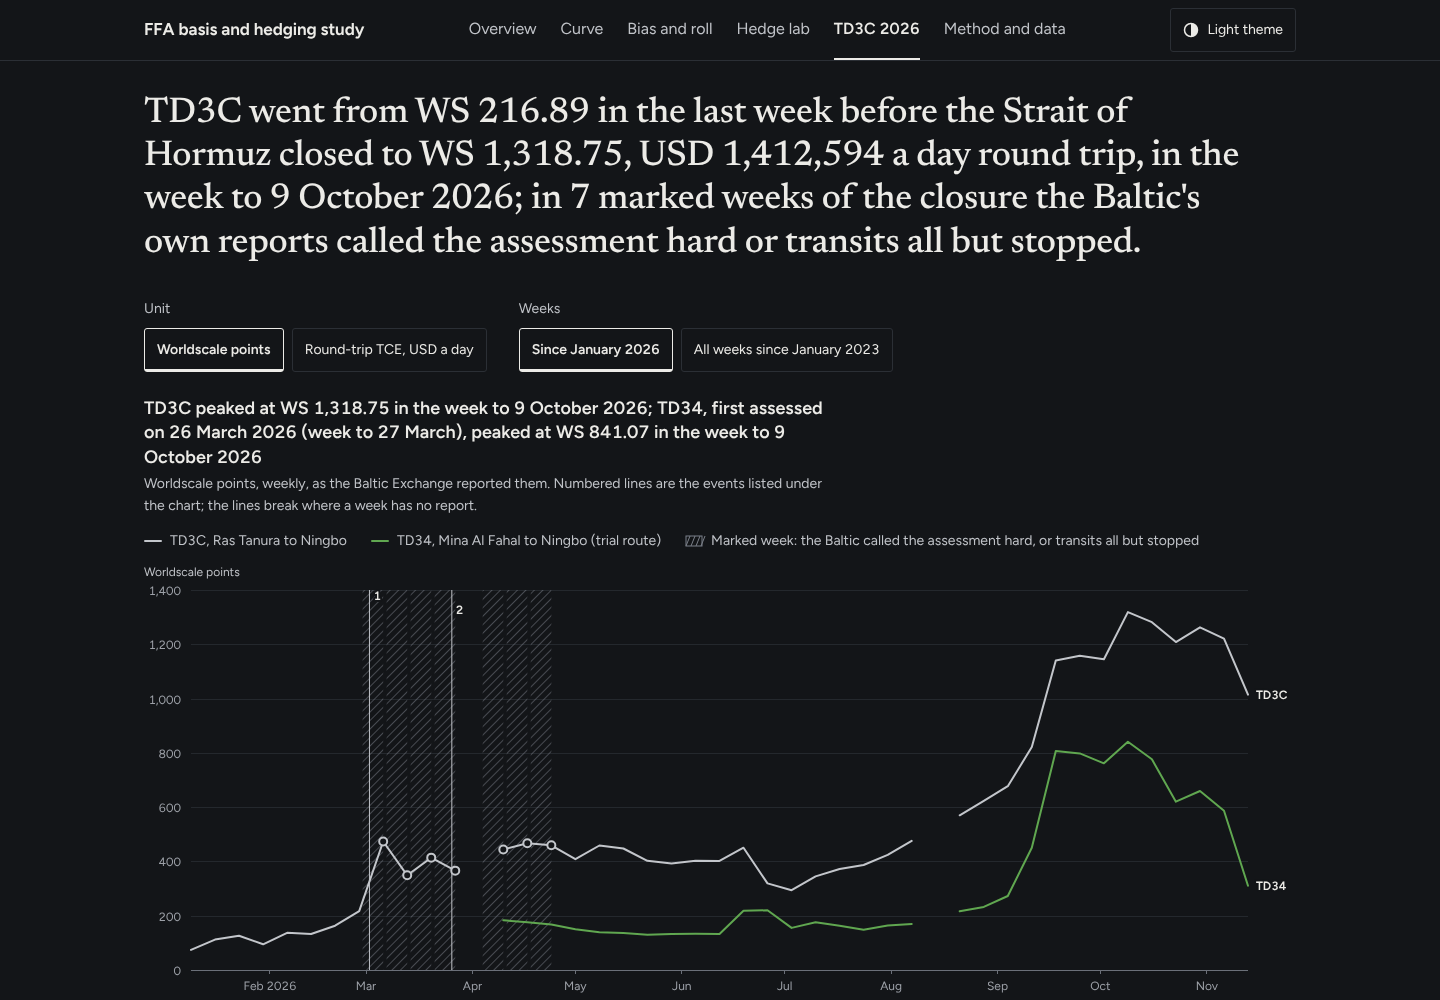 FFA basis and hedging study
Overview
Curve
Bias and roll
Hedge lab
TD3C 2026
Method and data
Light theme
TD3C went from WS 216.89 in the last week before the Strait of
Hormuz closed to WS 1,318.75, USD 1,412,594 a day round trip, in the
week to 9 October 2026; in 7 marked weeks of the closure the Baltic's
own reports called the assessment hard or transits all but stopped.
Unit
Weeks
Worldscale points
Round-trip TCE, USD a day
Since January 2026
All weeks since January 2023
TD3C peaked at WS 1,318.75 in the week to 9 October 2026; TD34, first assessed
on 26 March 2026 (week to 27 March), peaked at WS 841.07 in the week to 9
October 2026
Worldscale points, weekly, as the Baltic Exchange reported them. Numbered lines are the events listed under
the chart; the lines break where a week has no report.
TD3C, Ras Tanura to Ningbo
TD34, Mina Al Fahal to Ningbo (trial route)
Marked week: the Baltic called the assessment hard, or transits all but stopped
Worldscale points
1,400
1
2
1,200
1,000
TD3C
800
600
400
TD34
200
0
Feb 2026
Mar
Apr
May
Jun
Jul
Aug
Sep
Oct
Nov